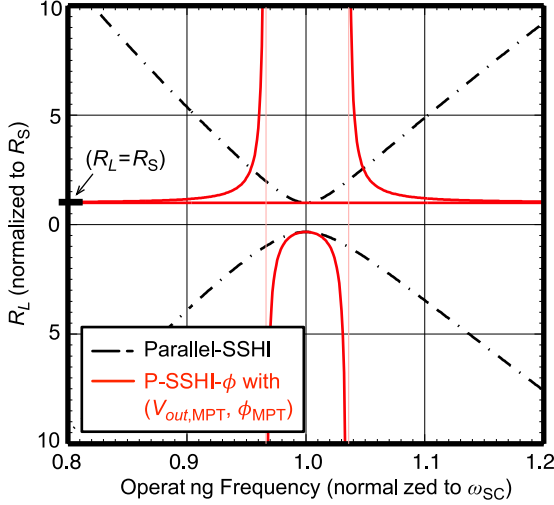 10
5
0
5
10
R_L (normalized to R_S)
(R_L=R_S)
Parallel-SSHI
P-SSHI-ϕ with
(V_out,MPT, ϕ_MPT)
0.8 0.9 1.0 1.1 1.2
Operat ng Frequency (normal zed to ω_SC)